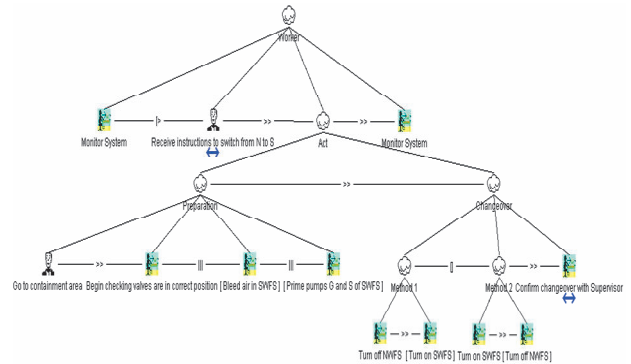 Worker
Monitor System |> Receive instructions to switch from N to S >> Act >> Monitor System
Preparation >> Changeover
Go to containment area >> Begin checking valves are in correct position ||| [Bleed air in SWFS] ||| [Prime pumps G and S of SWFS]
Method 1 [] Method 2 >> Confirm changeover with Supervisor
Turn off NWFS >> [Turn on SWFS] Turn on SWFS >> [Turn off NWFS]